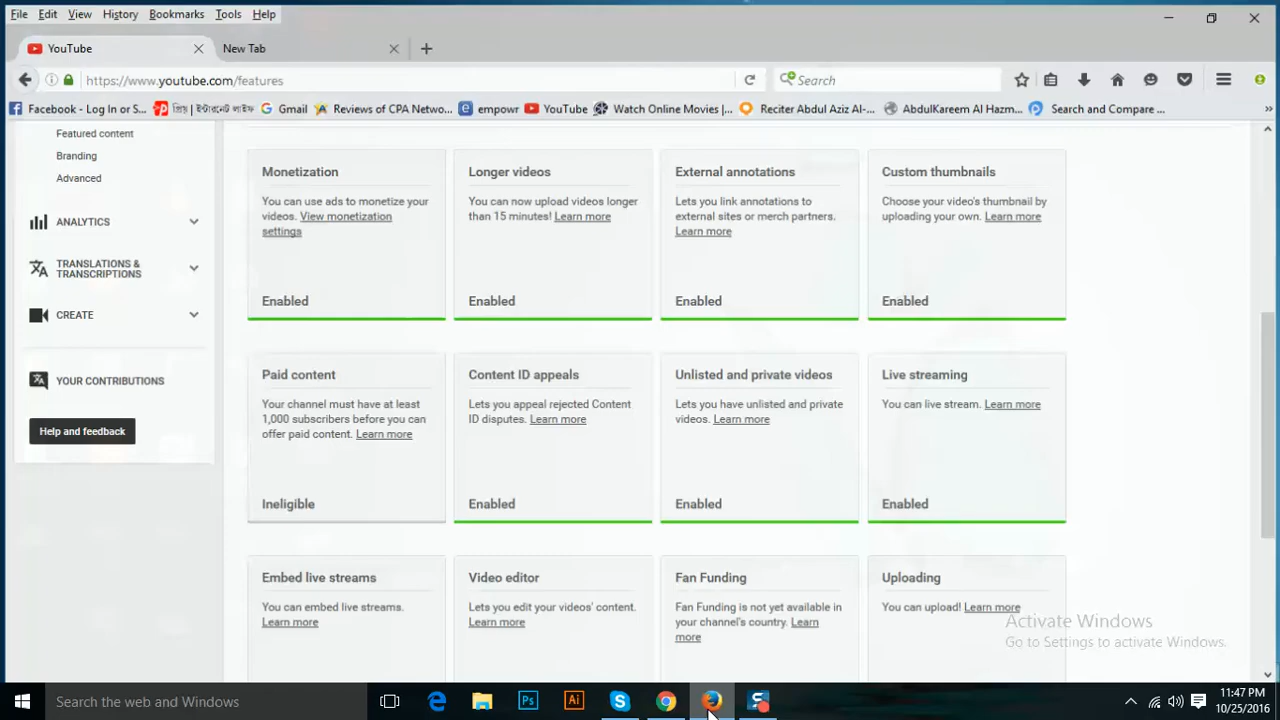 File Edit View History Bookmarks Tools Help
YouTube
New Tab
https://www.youtube.com/features
Search
Facebook - Log In or S...
প্রিয় | ইন্টারনেট লাইফ
Gmail
Reviews of CPA Netwo...
empowr
YouTube
Watch Online Movies |...
Reciter Abdul Aziz Al-...
AbdulKareem Al Hazm...
Search and Compare ...
Featured content
Branding
Advanced
ANALYTICS
TRANSLATIONS &
TRANSCRIPTIONS
CREATE
YOUR CONTRIBUTIONS
Help and feedback
Monetization
You can use ads to monetize your
videos. View monetization
settings
Enabled
Longer videos
You can now upload videos longer
than 15 minutes! Learn more
Enabled
External annotations
Lets you link annotations to
external sites or merch partners.
Learn more
Enabled
Custom thumbnails
Choose your video's thumbnail by
uploading your own. Learn more
Enabled
Paid content
Your channel must have at least
1,000 subscribers before you can
offer paid content. Learn more
Ineligible
Content ID appeals
Lets you appeal rejected Content
ID disputes. Learn more
Enabled
Unlisted and private videos
Lets you have unlisted and private
videos. Learn more
Enabled
Live streaming
You can live stream. Learn more
Enabled
Embed live streams
You can embed live streams.
Learn more
Video editor
Lets you edit your videos' content.
Learn more
Fan Funding
Fan Funding is not yet available in
your channel's country. Learn
more
Uploading
You can upload! Learn more
Activate Windows
Go to Settings to activate Windows.
Search the web and Windows
Ps
Ai
11:47 PM
10/25/2016